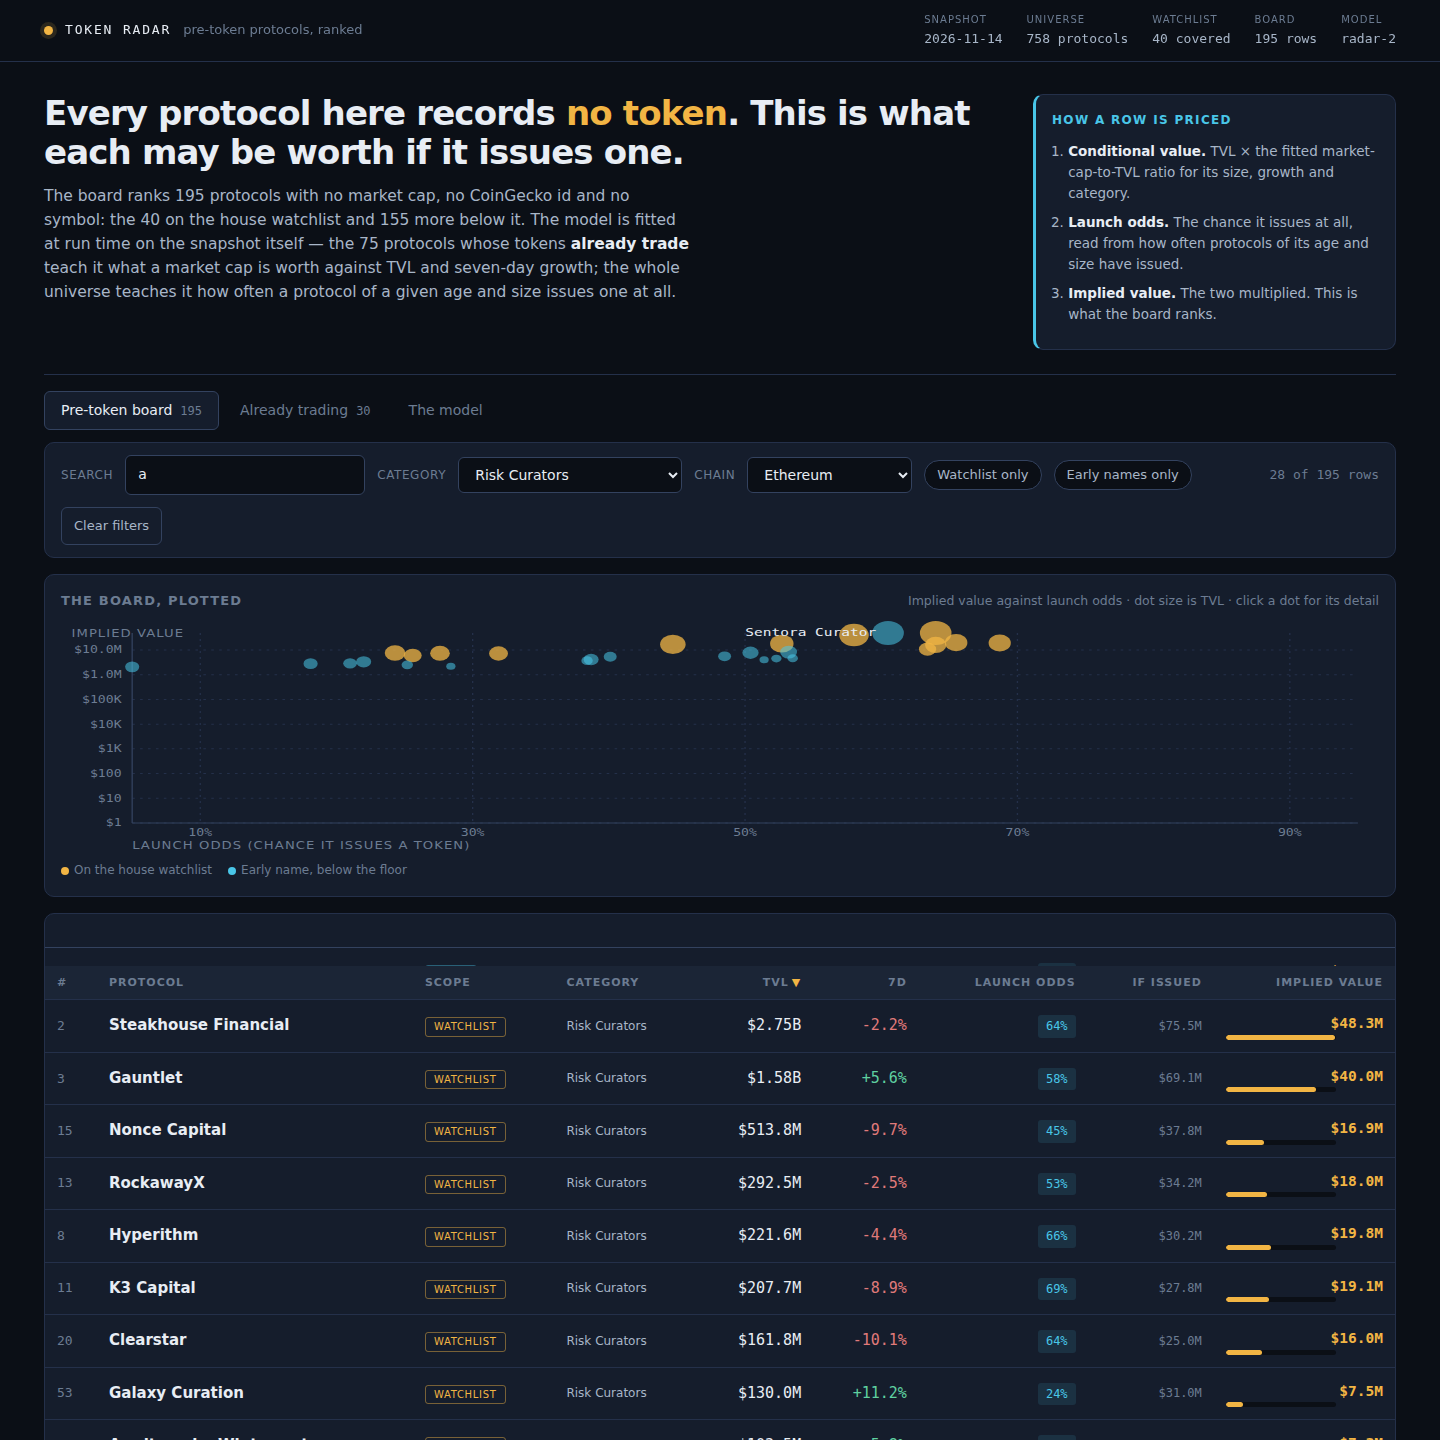 TOKEN RADAR pre-token protocols, ranked
SNAPSHOT UNIVERSE WATCHLIST BOARD MODEL
2026-11-14 758 protocols 40 covered 195 rows radar-2
Every protocol here records no token. This is what
each may be worth if it issues one.
The board ranks 195 protocols with no market cap, no CoinGecko id and no
symbol: the 40 on the house watchlist and 155 more below it. The model is fitted
at run time on the snapshot itself — the 75 protocols whose tokens already trade
teach it what a market cap is worth against TVL and seven-day growth; the whole
universe teaches it how often a protocol of a given age and size issues one at all.
HOW A ROW IS PRICED
1. Conditional value. TVL × the fitted market-
cap-to-TVL ratio for its size, growth and
category.
2. Launch odds. The chance it issues at all,
read from how often protocols of its age and
size have issued.
3. Implied value. The two multiplied. This is
what the board ranks.
Pre-token board 195 Already trading 30 The model
SEARCH a CATEGORY Risk Curators CHAIN Ethereum Watchlist only Early names only 28 of 195 rows
Clear filters
THE BOARD, PLOTTED Implied value against launch odds · dot size is TVL · click a dot for its detail
IMPLIED VALUE
Sentora Curator
$10.0M
$1.0M
$100K
$10K
$1K
$100
$10
$1
10% 30% 50% 70% 90%
LAUNCH ODDS (CHANCE IT ISSUES A TOKEN)
On the house watchlist Early name, below the floor
# PROTOCOL SCOPE CATEGORY TVL ▼ 7D LAUNCH ODDS IF ISSUED IMPLIED VALUE
2 Steakhouse Financial WATCHLIST Risk Curators $2.75B -2.2% 64% $75.5M $48.3M
3 Gauntlet WATCHLIST Risk Curators $1.58B +5.6% 58% $69.1M $40.0M
15 Nonce Capital WATCHLIST Risk Curators $513.8M -9.7% 45% $37.8M $16.9M
13 RockawayX WATCHLIST Risk Curators $292.5M -2.5% 53% $34.2M $18.0M
8 Hyperithm WATCHLIST Risk Curators $221.6M -4.4% 66% $30.2M $19.8M
11 K3 Capital WATCHLIST Risk Curators $207.7M -8.9% 69% $27.8M $19.1M
20 Clearstar WATCHLIST Risk Curators $161.8M -10.1% 64% $25.0M $16.0M
53 Galaxy Curation WATCHLIST Risk Curators $130.0M +11.2% 24% $31.0M $7.5M